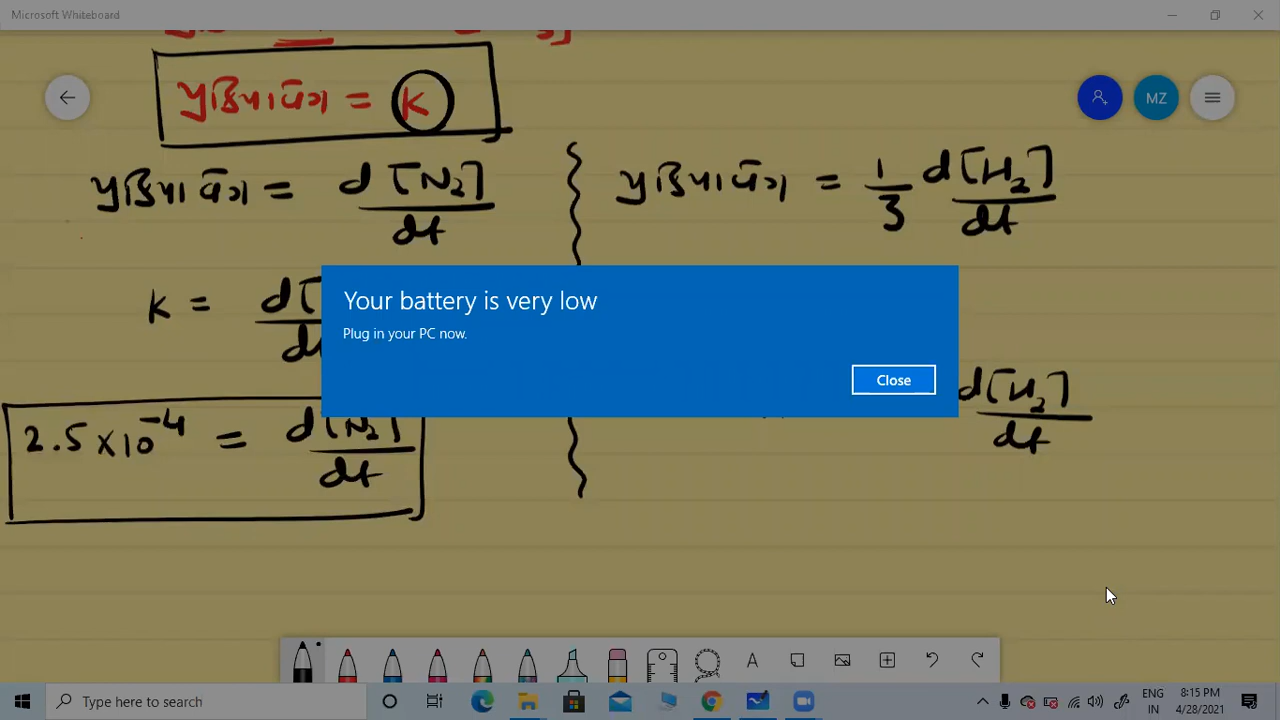 Microsoft Whiteboard
પ્રક્રિયાવેગ = K
MZ
પ્રક્રિયા વેગ = d [N₂] / dt
પ્રક્રિયાવેગ = 1/3 d[H₂] / dt
K = d[
Your battery is very low
Plug in your PC now.
Close
2.5 × 10⁻⁴ = d[N₂] / dt
d[H₂] / dt
A
Type here to search
ENG
IN
8:15 PM
4/28/2021